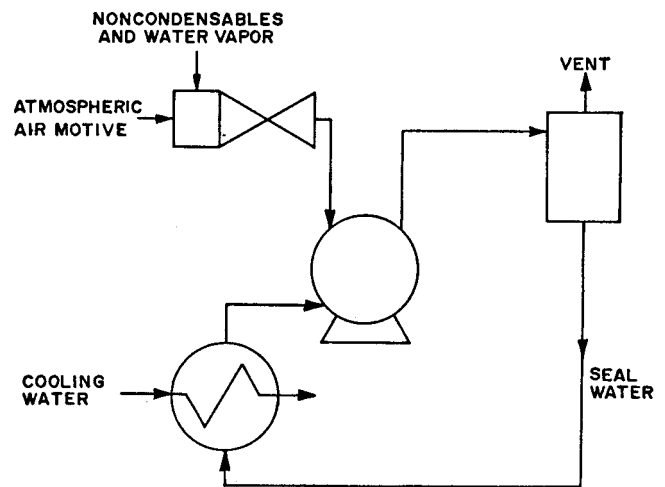 NONCONDENSABLES
AND WATER VAPOR
ATMOSPHERIC
AIR MOTIVE
VENT
COOLING
WATER
SEAL
WATER